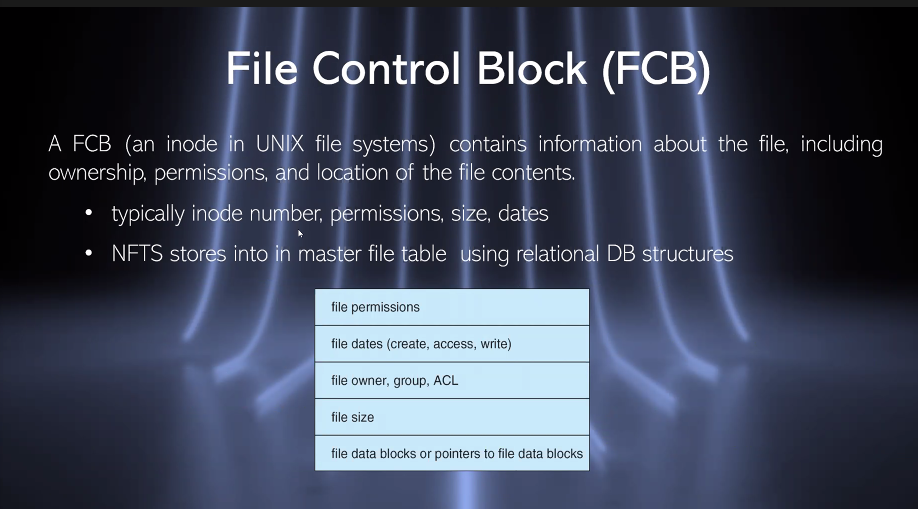 File Control Block (FCB)
A FCB (an inode in UNIX file systems) contains information about the file, including
ownership, permissions, and location of the file contents.
• typically inode number, permissions, size, dates
• NFTS stores into in master file table using relational DB structures
file permissions
file dates (create, access, write)
file owner, group, ACL
file size
file data blocks or pointers to file data blocks